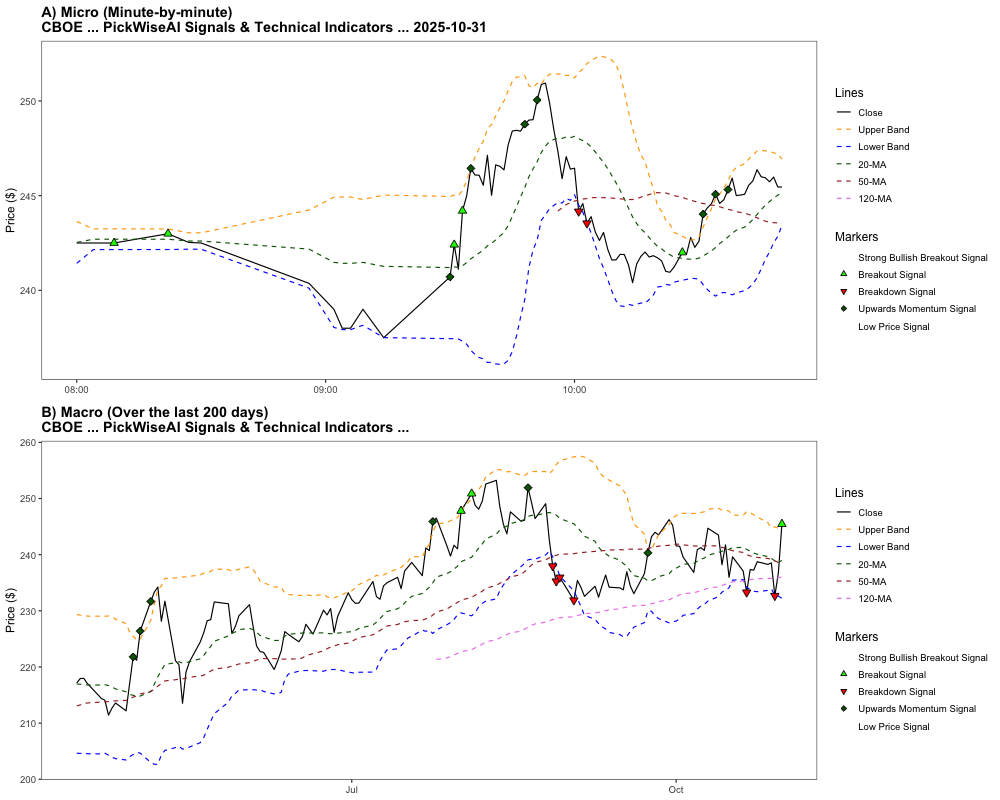 A) Micro (Minute-by-minute)
CBOE ... PickWiseAI Signals & Technical Indicators ... 2025-10-31
Price ($)
250
245
240
08:00
09:00
10:00
Lines
Close
Upper Band
Lower Band
20-MA
50-MA
120-MA
Markers
Strong Bullish Breakout Signal
Breakout Signal
Breakdown Signal
Upwards Momentum Signal
Low Price Signal
B) Macro (Over the last 200 days)
CBOE ... PickWiseAI Signals & Technical Indicators ...
Price ($)
260
250
240
230
220
210
200
Jul
Oct
Lines
Close
Upper Band
Lower Band
20-MA
50-MA
120-MA
Markers
Strong Bullish Breakout Signal
Breakout Signal
Breakdown Signal
Upwards Momentum Signal
Low Price Signal